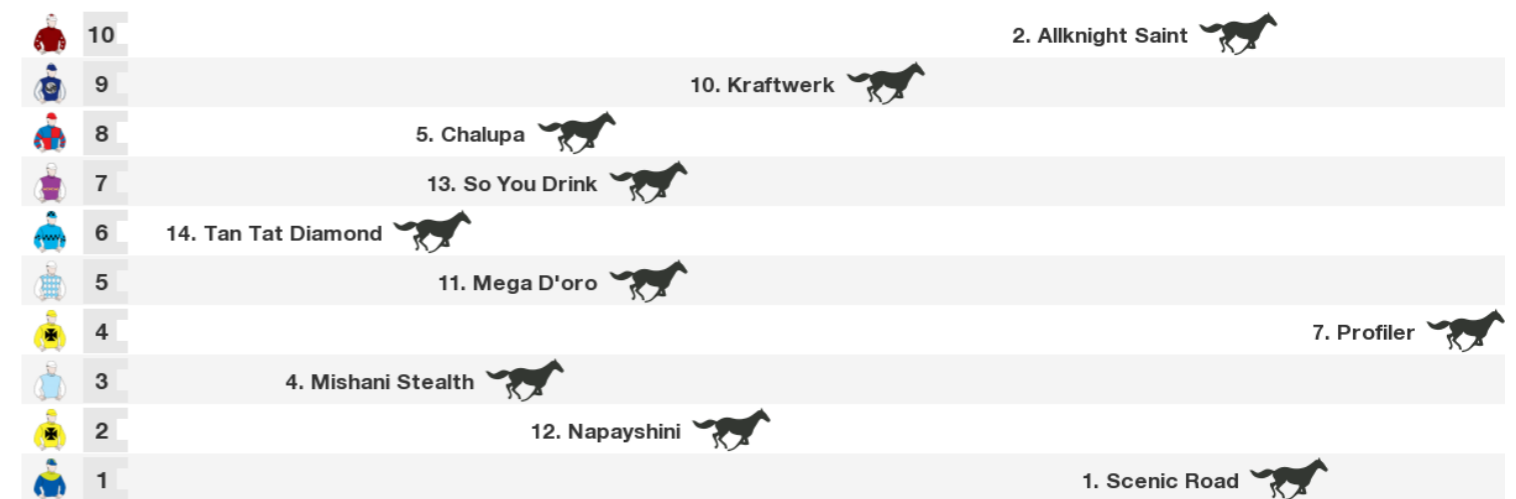 10 2. Allknight Saint
9 10. Kraftwerk
8 5. Chalupa
7 13. So You Drink
6 14. Tan Tat Diamond
5 11. Mega D'oro
4 7. Profiler
3 4. Mishani Stealth
2 12. Napayshini
1 1. Scenic Road